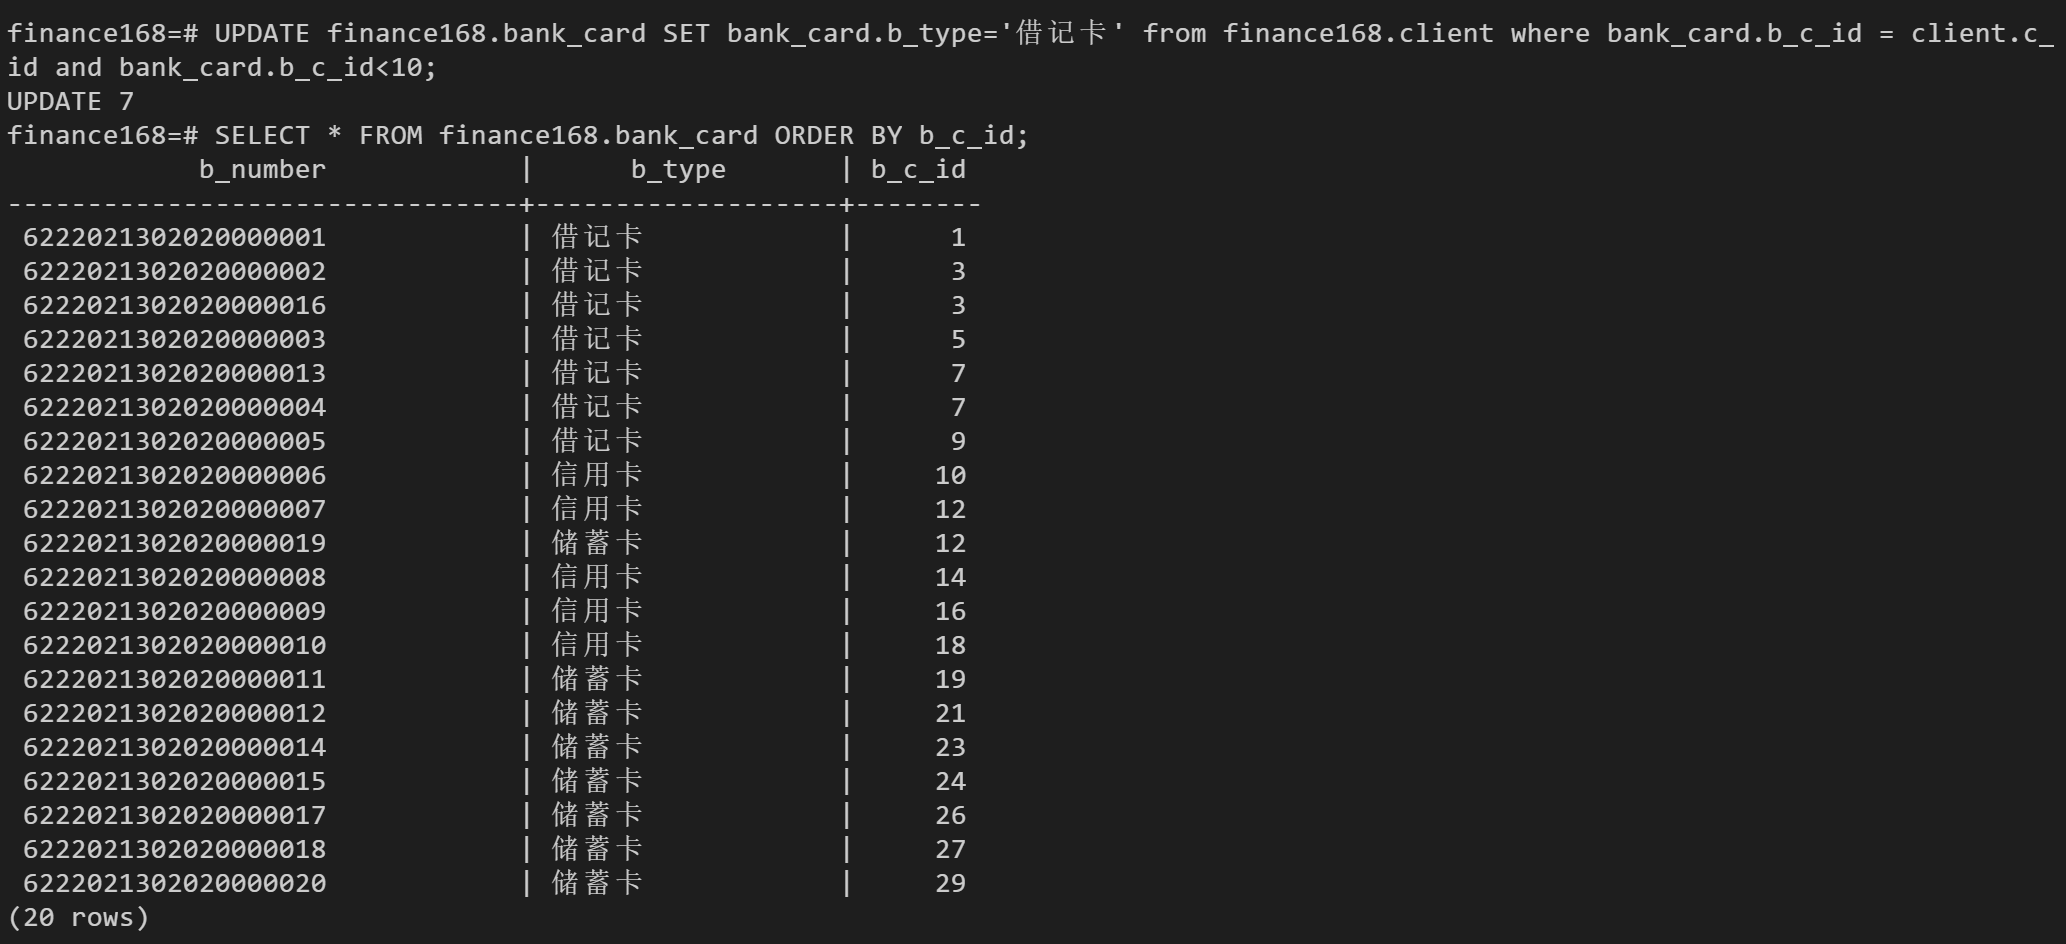 finance168=# UPDATE finance168.bank_card SET bank_card.b_type='借记卡' from finance168.client where bank_card.b_c_id = client.c_
id and bank_card.b_c_id<10;
UPDATE 7
finance168=# SELECT * FROM finance168.bank_card ORDER BY b_c_id;
b_number | b_type | b_c_id
--------------------------------+-------------------+--------
6222021302020000001 | 借记卡 | 1
6222021302020000002 | 借记卡 | 3
6222021302020000016 | 借记卡 | 3
6222021302020000003 | 借记卡 | 5
6222021302020000013 | 借记卡 | 7
6222021302020000004 | 借记卡 | 7
6222021302020000005 | 借记卡 | 9
6222021302020000006 | 信用卡 | 10
6222021302020000007 | 信用卡 | 12
6222021302020000019 | 储蓄卡 | 12
6222021302020000008 | 信用卡 | 14
6222021302020000009 | 信用卡 | 16
6222021302020000010 | 信用卡 | 18
6222021302020000011 | 储蓄卡 | 19
6222021302020000012 | 储蓄卡 | 21
6222021302020000014 | 储蓄卡 | 23
6222021302020000015 | 储蓄卡 | 24
6222021302020000017 | 储蓄卡 | 26
6222021302020000018 | 储蓄卡 | 27
6222021302020000020 | 储蓄卡 | 29
(20 rows)